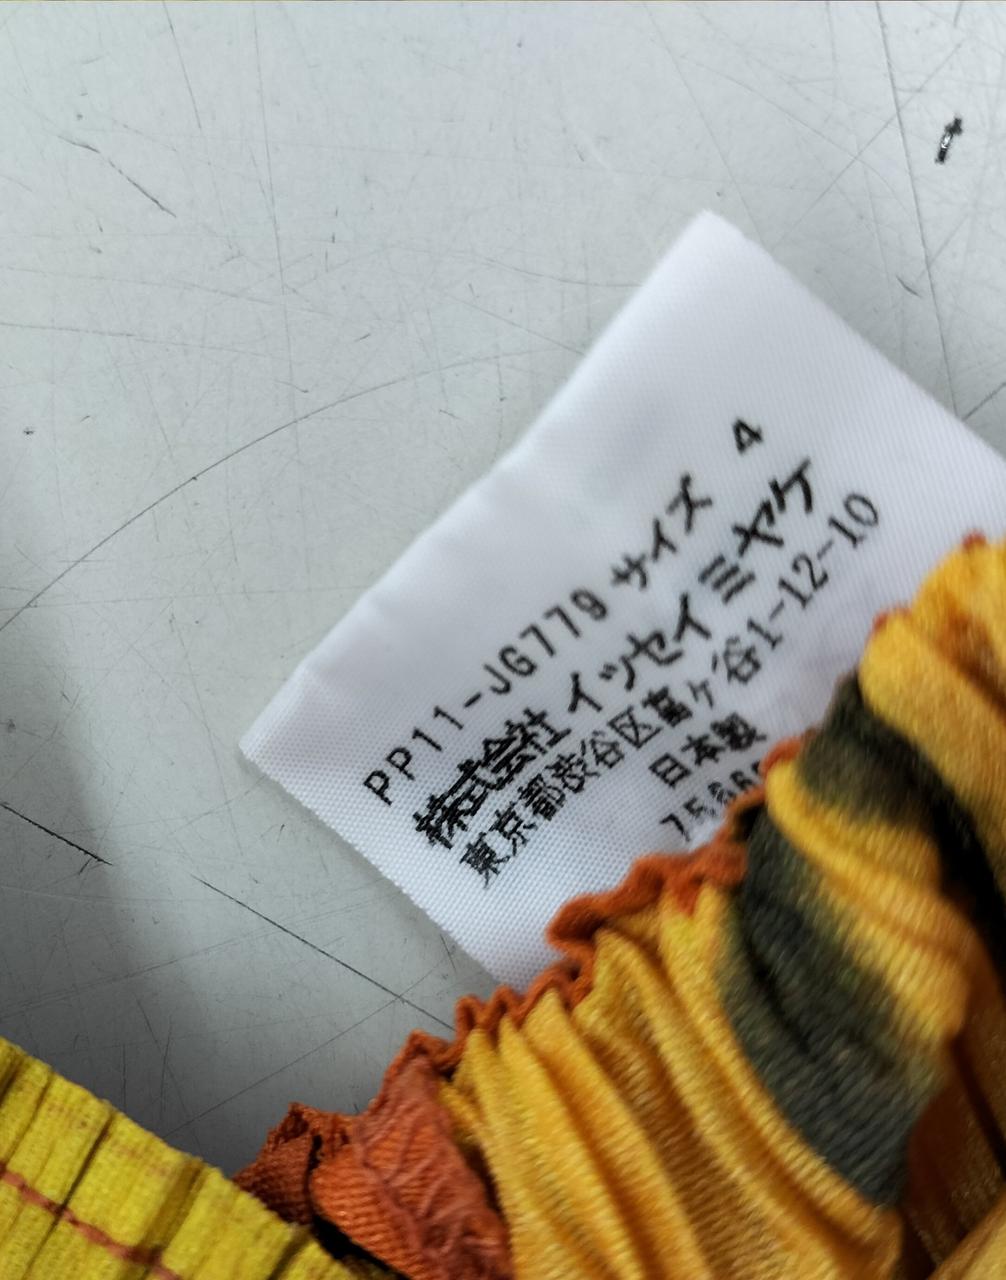 PP11-JG779 サイズ 4
株式会社 イッセイ ミヤケ
東京都渋谷区富ヶ谷1-12-10
日本製